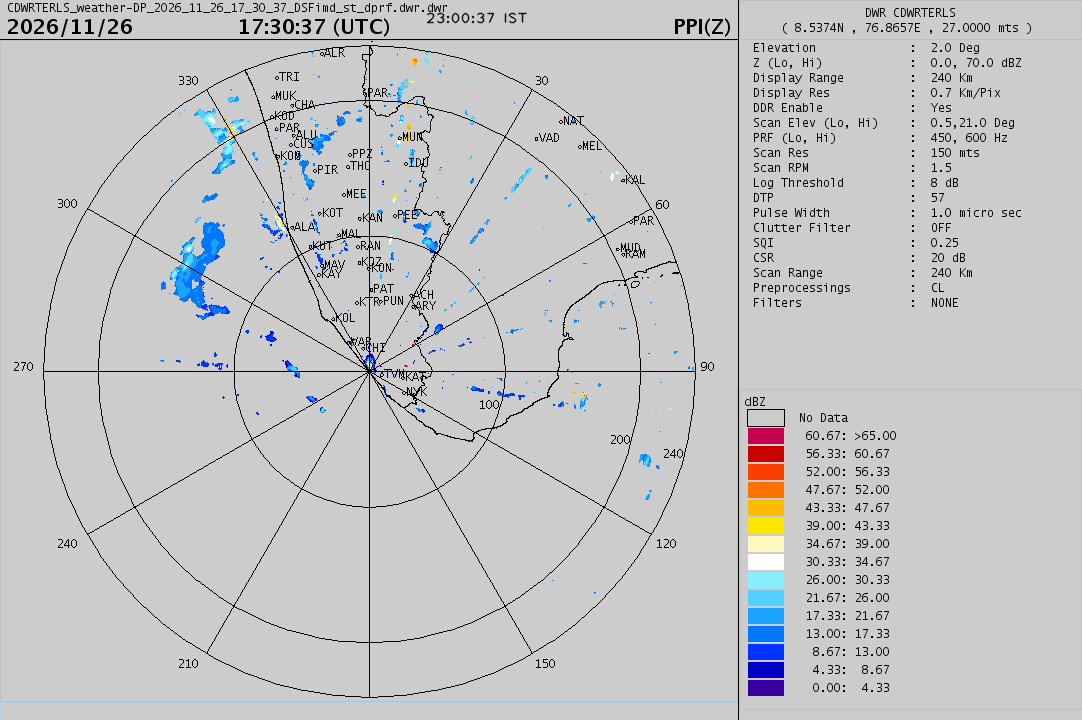 CDWRTERLS_weather-DP_2026_11_26_17_30_37_DSFimd_st_dprf.dwr.dwr
2026/11/26 17:30:37 (UTC) 23:00:37 IST PPI(Z)
DWR CDWRTERLS
( 8.5374N , 76.8657E , 27.0000 mts )
Elevation : 2.0 Deg
Z (Lo, Hi) : 0.0, 70.0 dBZ
Display Range : 240 Km
Display Res : 0.7 Km/Pix
DDR Enable : Yes
Scan Elev (Lo, Hi) : 0.5,21.0 Deg
PRF (Lo, Hi) : 450, 600 Hz
Scan Res : 150 mts
Scan RPM : 1.5
Log Threshold : 8 dB
DTP : 57
Pulse Width : 1.0 micro sec
Clutter Filter : OFF
SQI : 0.25
CSR : 20 dB
Scan Range : 240 Km
Preprocessings : CL
Filters : NONE
dBZ
No Data
60.67: >65.00
56.33: 60.67
52.00: 56.33
47.67: 52.00
43.33: 47.67
39.00: 43.33
34.67: 39.00
30.33: 34.67
26.00: 30.33
21.67: 26.00
17.33: 21.67
13.00: 17.33
8.67: 13.00
4.33: 8.67
0.00: 4.33
ALR
TRI
330
30
PAR
MUK
CHA
KOD
NAT
PAR
ALU
MUN
VAD
CUS
MEL
KON
PPZ
THO
IDU
PIR
KAL
MEE
300
60
KOT
KAN
PEE
PAR
ALA
MAL
KUT
RAN
MUD
RAM
KOZ
MAV
KON
KAY
PAT
ACH
KTR
PUN
ARY
KOL
VAR
CHI
270
90
TVM
KAT
NYK
100
200
240
240
120
210
150